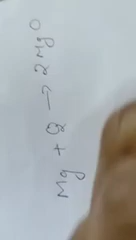 Mg + O₂ → 2MgO